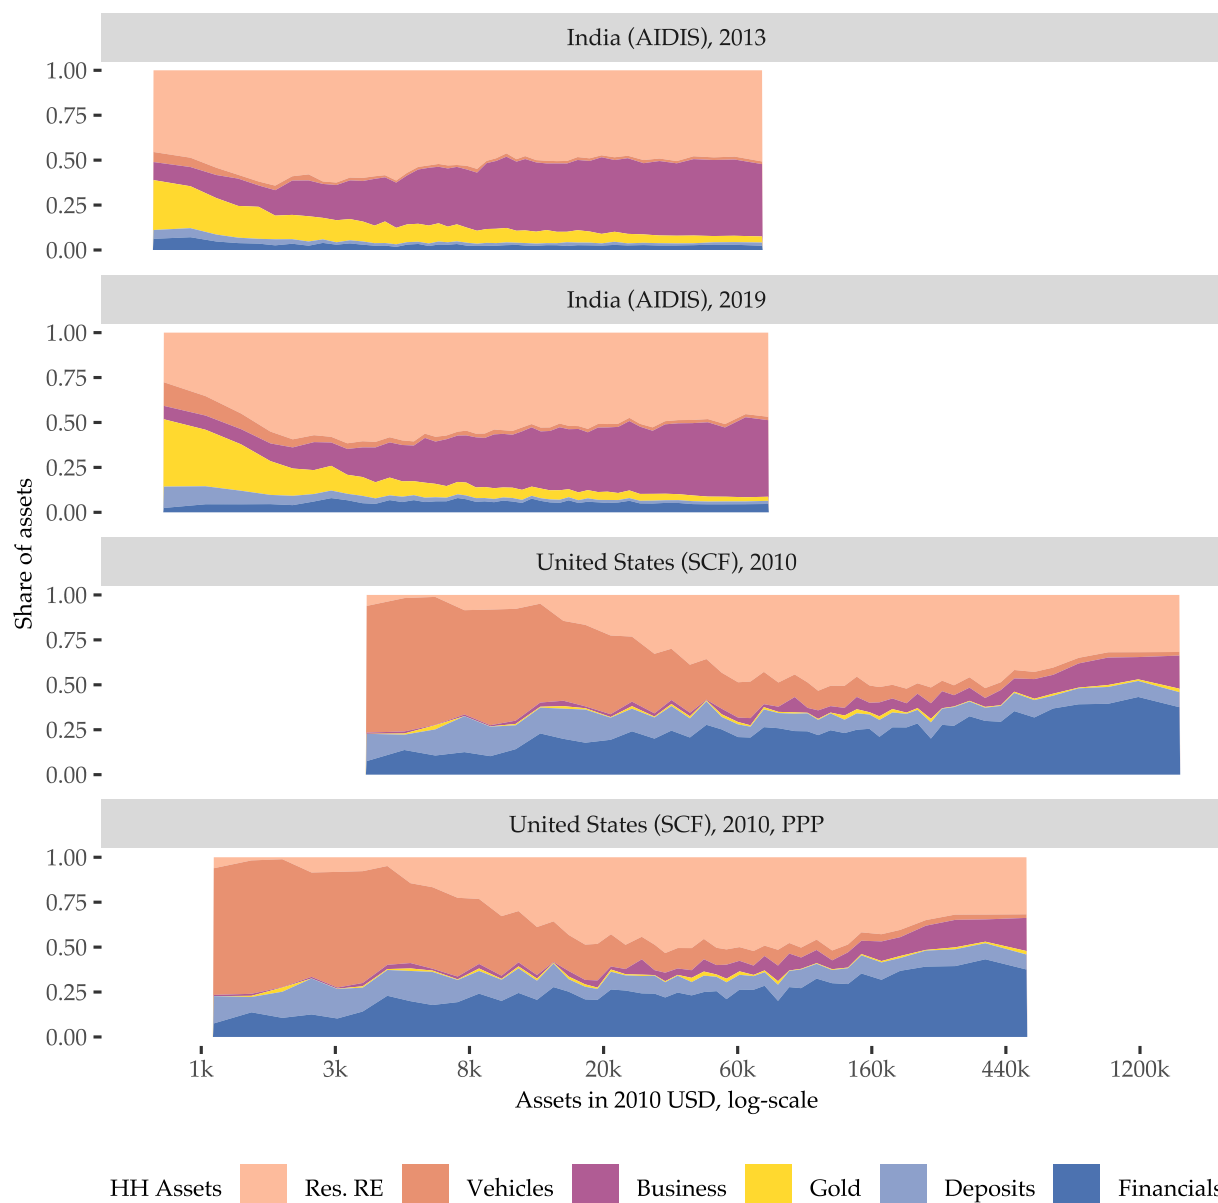 India (AIDIS), 2013
1.00
0.75
0.50
0.25
0.00
India (AIDIS), 2019
1.00
0.75
0.50
0.25
0.00
United States (SCF), 2010
1.00
0.75
0.50
0.25
0.00
United States (SCF), 2010, PPP
1.00
0.75
0.50
0.25
0.00
Share of assets
1k 3k 8k 20k 60k 160k 440k 1200k
Assets in 2010 USD, log-scale
HH Assets Res. RE Vehicles Business Gold Deposits Financials